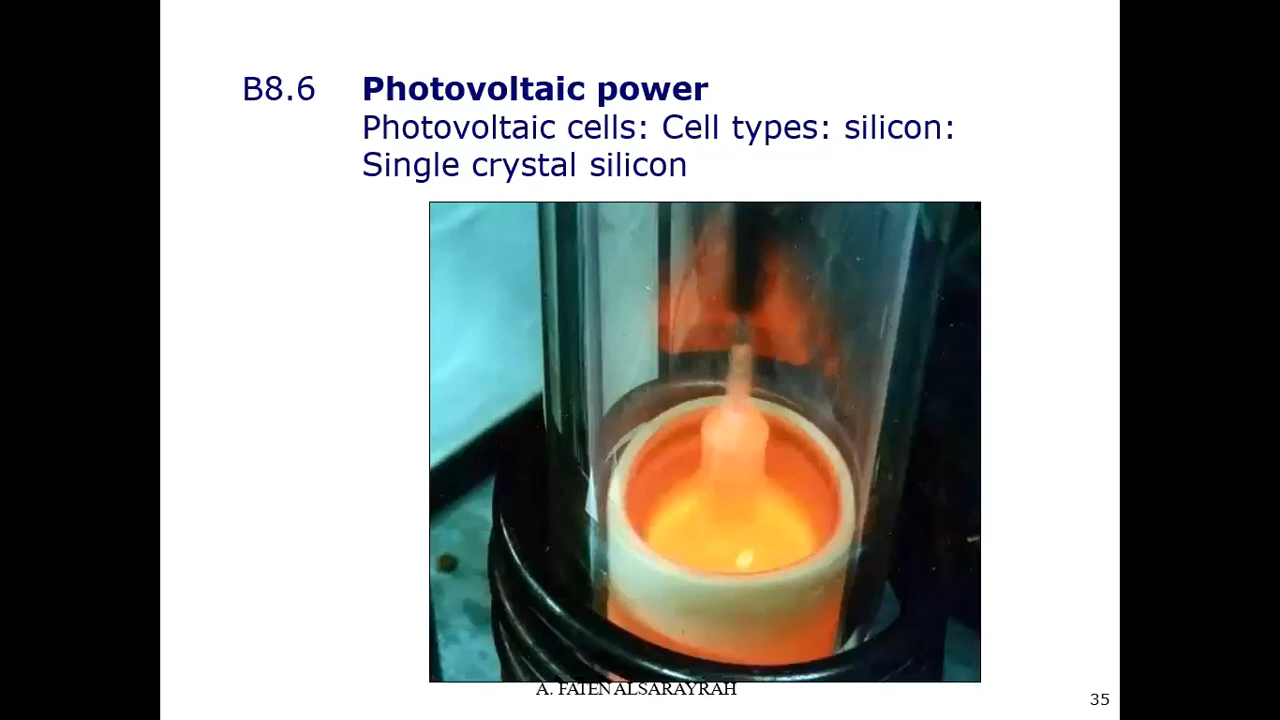 B8.6 Photovoltaic power
Photovoltaic cells: Cell types: silicon:
Single crystal silicon
A. FATEN ALSARAYRAH
35